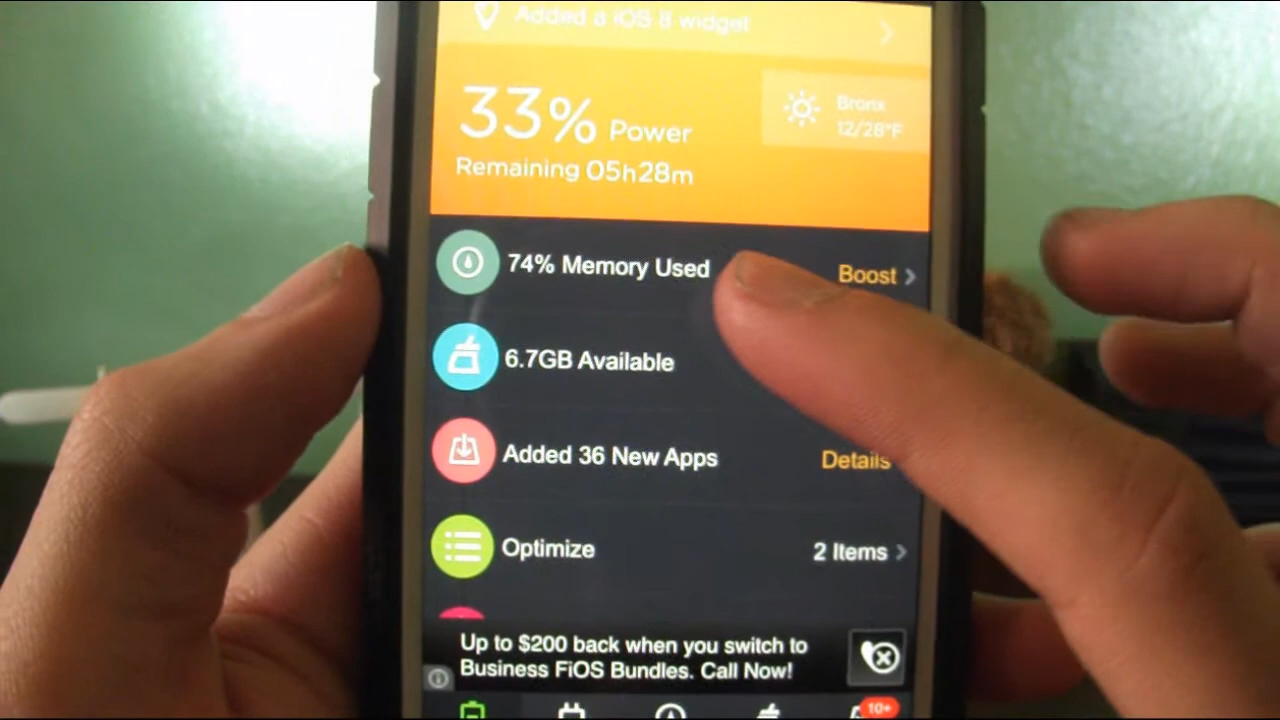 Added a iOS 8 widget
33% Power
Remaining 05h28m
Bronx
12/28°F
74% Memory Used
Boost
6.7GB Available
Added 36 New Apps
Details
Optimize
2 Items
Up to $200 back when you switch to
Business FiOS Bundles. Call Now!
10+